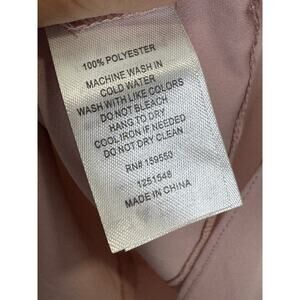 100% POLYESTER
MACHINE WASH IN
COLD WATER
WASH WITH LIKE COLORS
DO NOT BLEACH
HANG TO DRY
COOL IRON IF NEEDED
DO NOT DRY CLEAN
RN# 159550
1251548
MADE IN CHINA